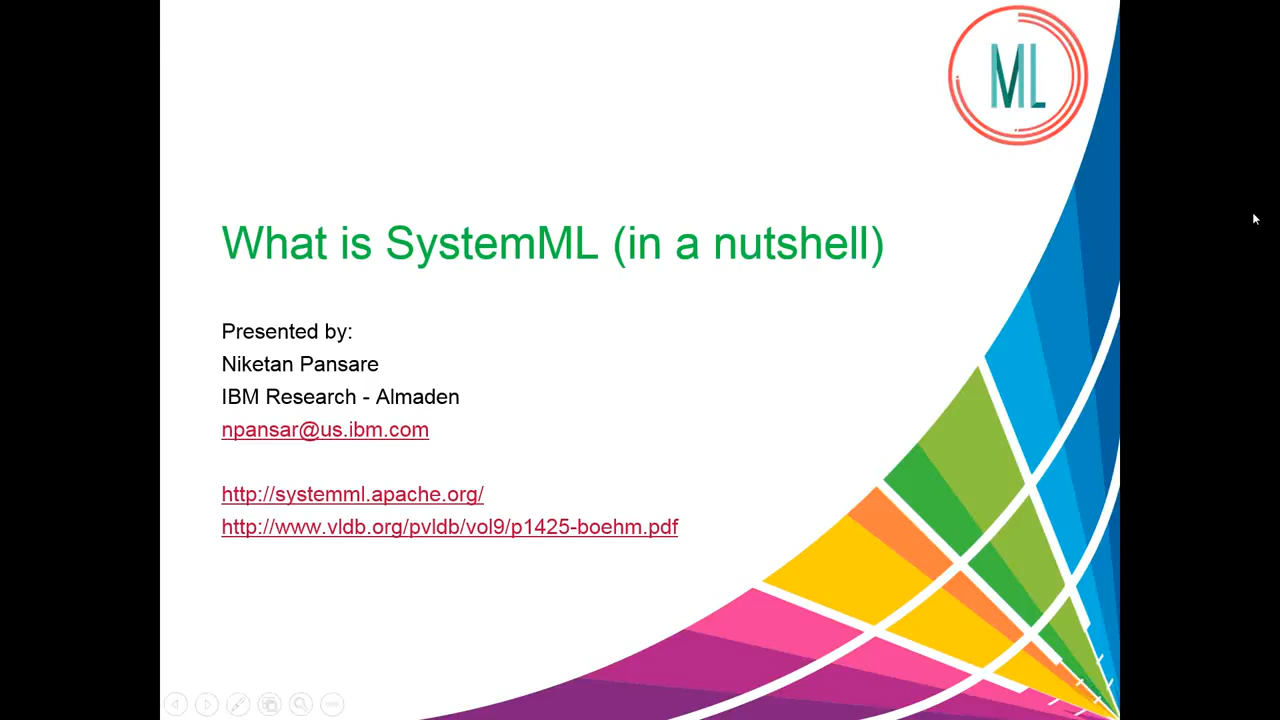 ML
What is SystemML (in a nutshell)
Presented by:
Niketan Pansare
IBM Research - Almaden
npansar@us.ibm.com
http://systemml.apache.org/
http://www.vldb.org/pvldb/vol9/p1425-boehm.pdf